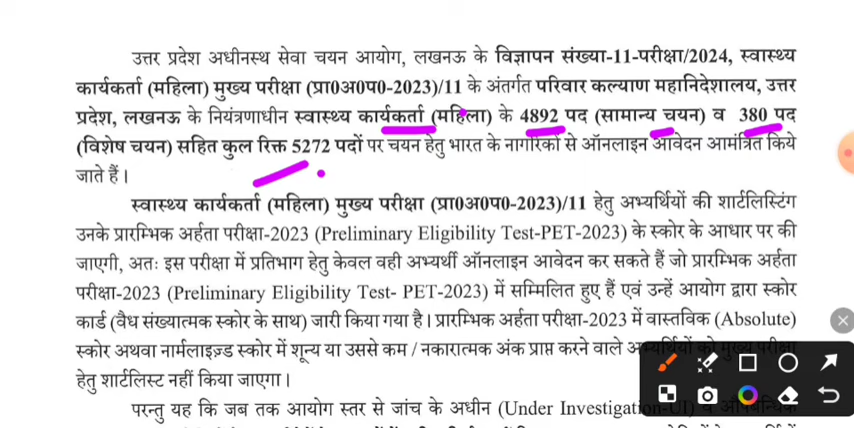 उत्तर प्रदेश अधीनस्थ सेवा चयन आयोग, लखनऊ के विज्ञापन संख्या-11-परीक्षा/2024, स्वास्थ्य
कार्यकर्ता (महिला) मुख्य परीक्षा (प्रा0अ0प0-2023)/11 के अंतर्गत परिवार कल्याण महानिदेशालय, उत्तर
प्रदेश, लखनऊ के नियंत्रणाधीन स्वास्थ्य कार्यकर्ता (महिला) के 4892 पद (सामान्य चयन) व 380 पद
(विशेष चयन) सहित कुल रिक्त 5272 पदों पर चयन हेतु भारत के नागरिकों से ऑनलाइन आवेदन आमंत्रित किये
जाते हैं।
स्वास्थ्य कार्यकर्ता (महिला) मुख्य परीक्षा (प्रा0अ0प0-2023)/11 हेतु अभ्यर्थियों की शार्टलिस्टिंग
उनके प्रारम्भिक अर्हता परीक्षा-2023 (Preliminary Eligibility Test-PET-2023) के स्कोर के आधार पर की
जाएगी, अतः इस परीक्षा में प्रतिभाग हेतु केवल वही अभ्यर्थी ऑनलाइन आवेदन कर सकते हैं जो प्रारम्भिक अर्हता
परीक्षा-2023 (Preliminary Eligibility Test- PET-2023) में सम्मिलित हुए हैं एवं उन्हें आयोग द्वारा स्कोर
कार्ड (वैध संख्यात्मक स्कोर के साथ) जारी किया गया है। प्रारम्भिक अर्हता परीक्षा-2023 में वास्तविक (Absolute)
स्कोर अथवा नार्मलाइज्ड स्कोर में शून्य या उससे कम / नकारात्मक अंक प्राप्त करने वाले अभ्यर्थियों को मुख्य परीक्षा
हेतु शार्टलिस्ट नहीं किया जाएगा।
परन्तु यह कि जब तक आयोग स्तर से जांच के अधीन (Under Investigation-UI) व औपबन्धिक